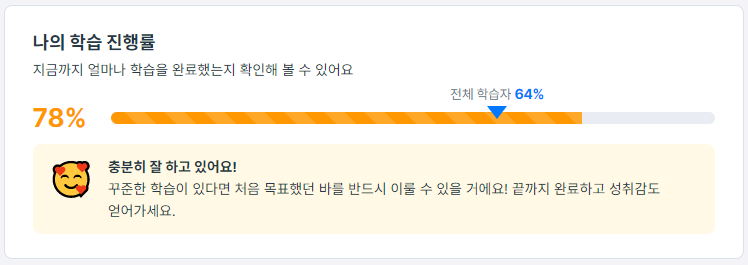 나의 학습 진행률
지금까지 얼마나 학습을 완료했는지 확인해 볼 수 있어요
전체 학습자 64%
78%
충분히 잘 하고 있어요!
꾸준한 학습이 있다면 처음 목표했던 바를 반드시 이룰 수 있을 거에요! 끝까지 완료하고 성취감도
얻어가세요.